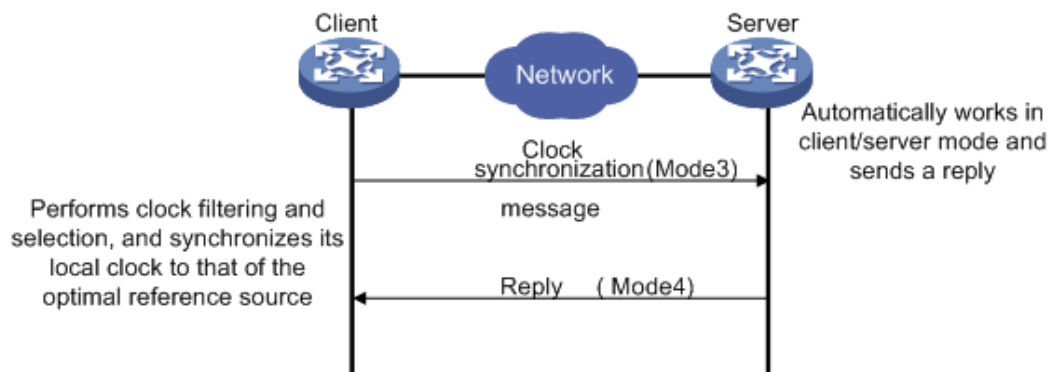 Client
Server
Network
Automatically works in
client/server mode and
sends a reply
Clock
synchronization(Mode3)
message
Performs clock filtering and
selection, and synchronizes its
local clock to that of the
optimal reference source
Reply ( Mode4)